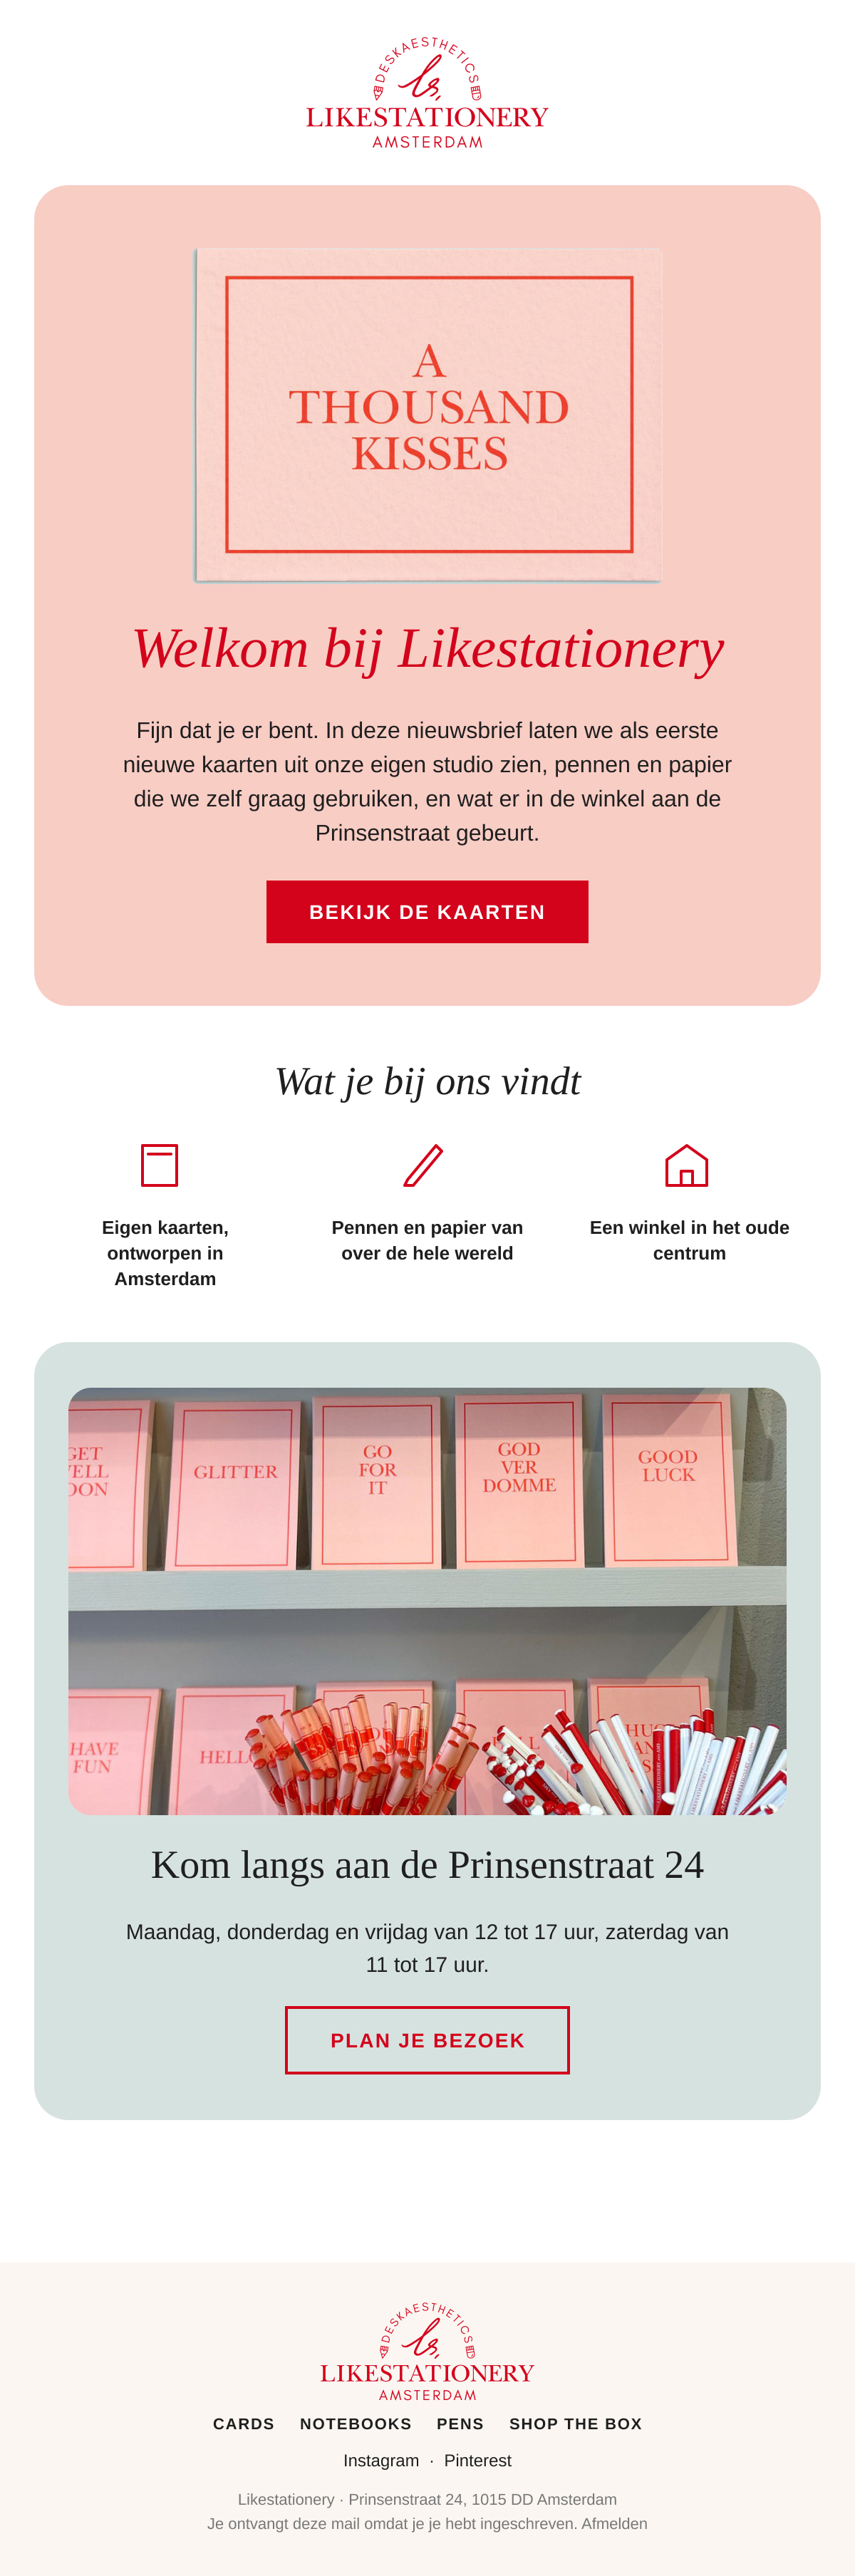 DESKAESTHETICS
ls
LIKESTATIONERY
AMSTERDAM
A
THOUSAND
KISSES
Welkom bij Likestationery
Fijn dat je er bent. In deze nieuwsbrief laten we als eerste
nieuwe kaarten uit onze eigen studio zien, pennen en papier
die we zelf graag gebruiken, en wat er in de winkel aan de
Prinsenstraat gebeurt.
BEKIJK DE KAARTEN
Wat je bij ons vindt
Eigen kaarten,
ontworpen in
Amsterdam
Pennen en papier van
over de hele wereld
Een winkel in het oude
centrum
GET
WELL
SOON
GLITTER
GO
FOR
IT
GOD
VER
DOMME
GOOD
LUCK
HAVE
FUN
HELLO
Kom langs aan de Prinsenstraat 24
Maandag, donderdag en vrijdag van 12 tot 17 uur, zaterdag van
11 tot 17 uur.
PLAN JE BEZOEK
DESKAESTHETICS
ls
LIKESTATIONERY
AMSTERDAM
CARDS NOTEBOOKS PENS SHOP THE BOX
Instagram · Pinterest
Likestationery · Prinsenstraat 24, 1015 DD Amsterdam
Je ontvangt deze mail omdat je je hebt ingeschreven. Afmelden